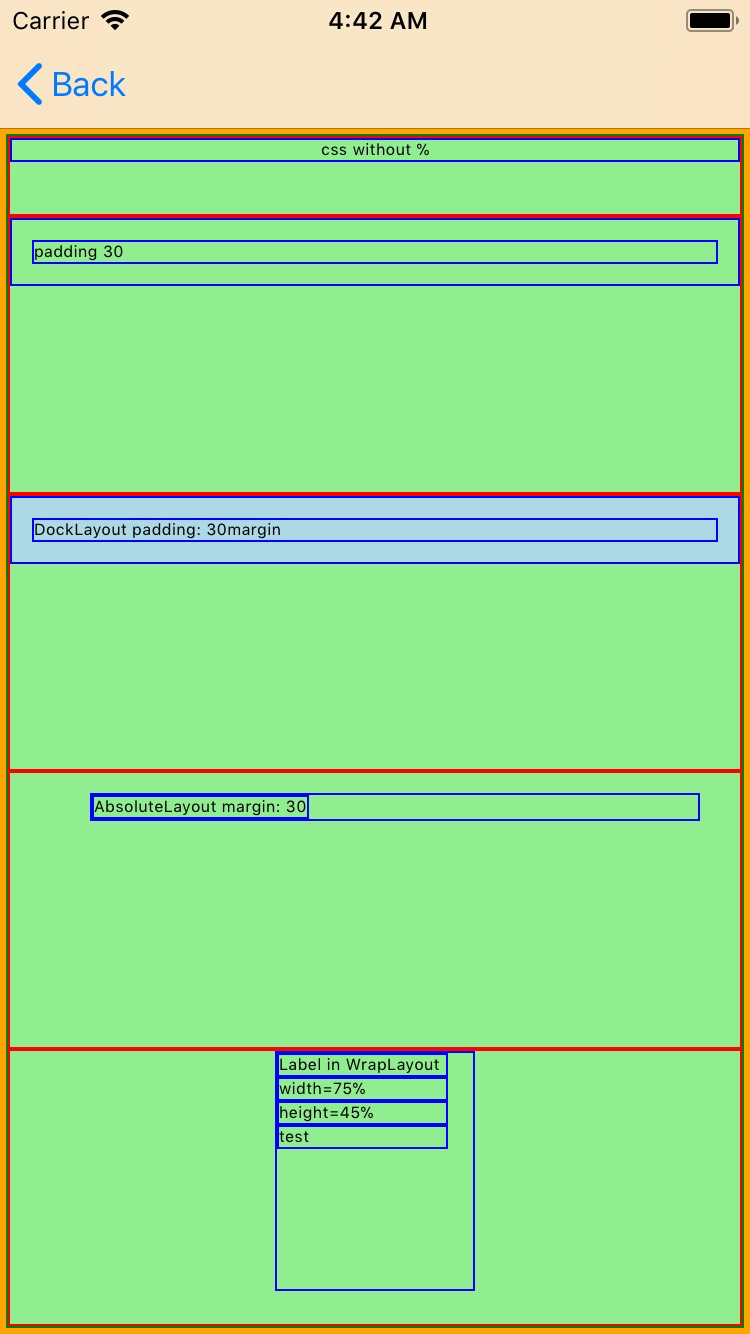 Carrier
4:42 AM
Back
css without %
padding 30
DockLayout padding: 30margin
AbsoluteLayout margin: 30
Label in WrapLayout
width=75%
height=45%
test